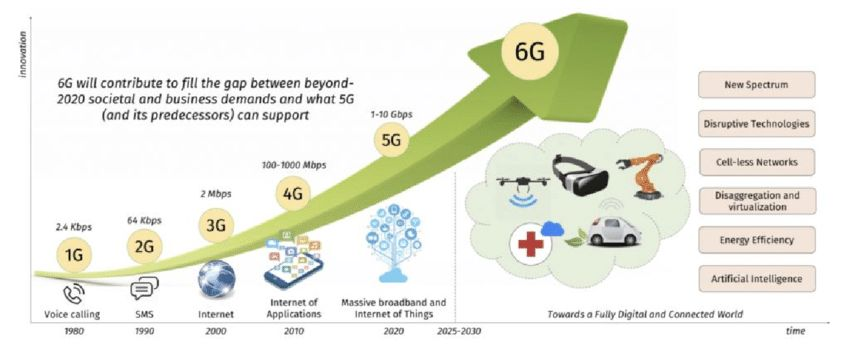 innovation
6G will contribute to fill the gap between beyond-
2020 societal and business demands and what 5G
(and its predecessors) can support
2.4 Kbps
1G
64 Kbps
2G
2 Mbps
3G
100-1000 Mbps
4G
1-10 Gbps
5G
6G
New Spectrum
Disruptive Technologies
Cell-less Networks
Disaggregation and
virtualization
Energy Efficiency
Artificial Intelligence
Voice calling
1980
SMS
1990
Internet
2000
Internet of
Applications
2010
Massive broadband and
Internet of Things
2020
2025-2030
Towards a Fully Digital and Connected World
time